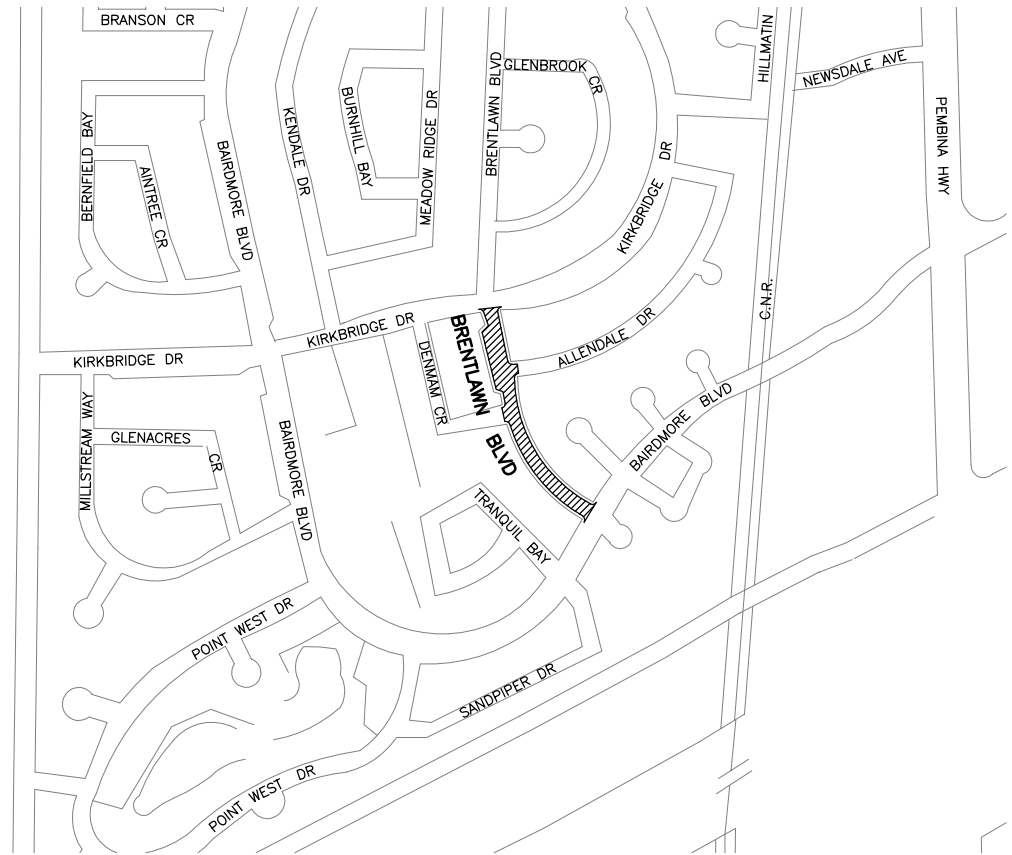 BRANSON CR
HILLMATIN
BRENTLAWN BLVD
GLENBROOK
CR
NEWSDALE AVE
BURNHILL BAY
MEADOW RIDGE DR
KENDALE DR
PEMBINA HWY
BERNFIELD BAY
BAIRDMORE BLVD
AINTREE CR
KIRKBRIDGE DR
C.N.R.
KIRKBRIDGE DR
BRENTLAWN BLVD
ALLENDALE DR
KIRKBRIDGE DR
DENMAM CR
BAIRDMORE BLVD
MILLSTREAM WAY
GLENACRES
CR
BAIRDMORE BLVD
TRANQUIL BAY
POINT WEST DR
SANDPIPER DR
POINT WEST DR